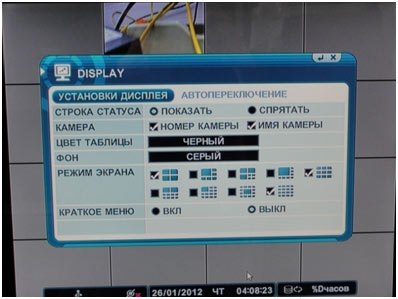 DISPLAY
УСТАНОВКИ ДИСПЛЕЯ АВТОПЕРЕКЛЮЧЕНИЕ
СТРОКА СТАТУСА ПОКАЗАТЬ СПРЯТАТЬ
КАМЕРА НОМЕР КАМЕРЫ ИМЯ КАМЕРЫ
ЦВЕТ ТАБЛИЦЫ ЧЕРНЫЙ
ФОН СЕРЫЙ
РЕЖИМ ЭКРАНА
КРАТКОЕ МЕНЮ ВКЛ ВЫКЛ
26/01/2012 ЧТ 04:08:23 %Dчасов